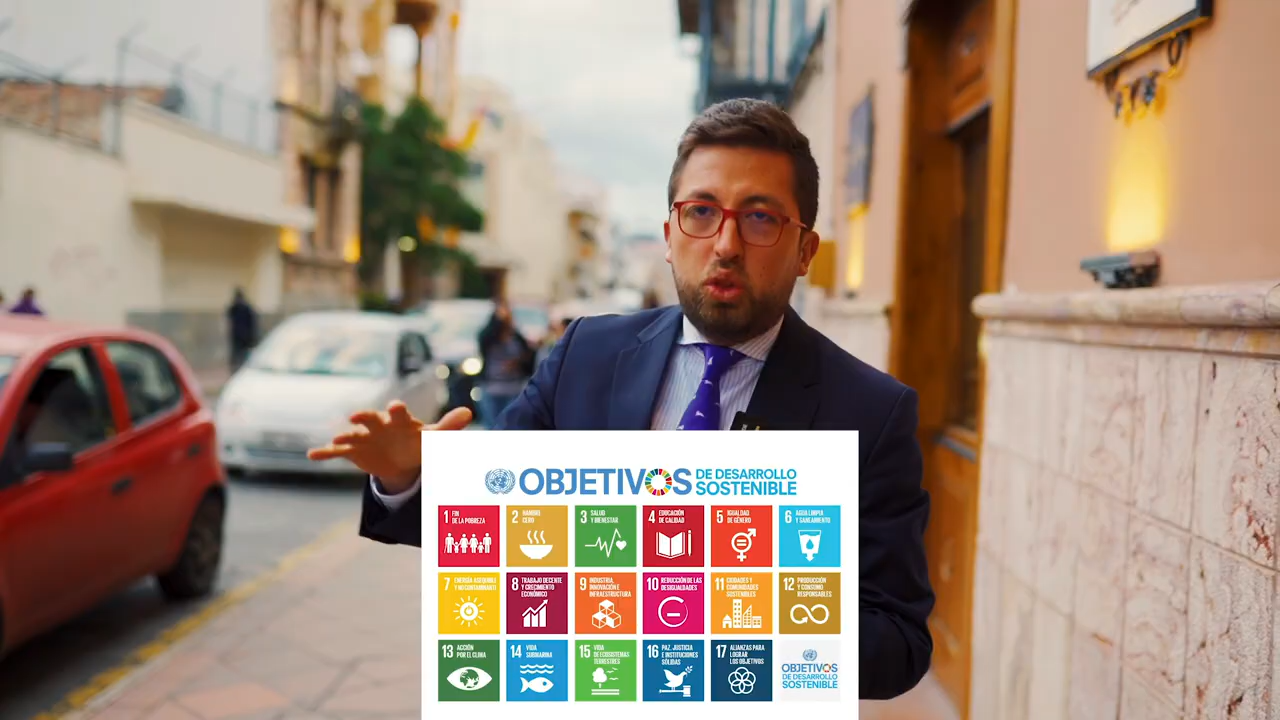 OBJETIVOS
DE DESARROLLO
SOSTENIBLE
1 FIN
DE LA POBREZA
2 HAMBRE
CERO
3 SALUD
Y BIENESTAR
4 EDUCACIÓN
DE CALIDAD
5 IGUALDAD
DE GÉNERO
6 AGUA LIMPIA
Y SANEAMIENTO
7 ENERGÍA ASEQUIBLE
Y NO CONTAMINANTE
8 TRABAJO DECENTE
Y CRECIMIENTO
ECONÓMICO
9 INDUSTRIA,
INNOVACIÓN E
INFRAESTRUCTURA
10 REDUCCIÓN DE LAS
DESIGUALDADES
11 CIUDADES Y
COMUNIDADES
SOSTENIBLES
12 PRODUCCIÓN
Y CONSUMO
RESPONSABLES
13 ACCIÓN
POR EL CLIMA
14 VIDA
SUBMARINA
15 VIDA
DE ECOSISTEMAS
TERRESTRES
16 PAZ, JUSTICIA
E INSTITUCIONES
SÓLIDAS
17 ALIANZAS PARA
LOGRAR
LOS OBJETIVOS
OBJETIVOS
DE DESARROLLO
SOSTENIBLE